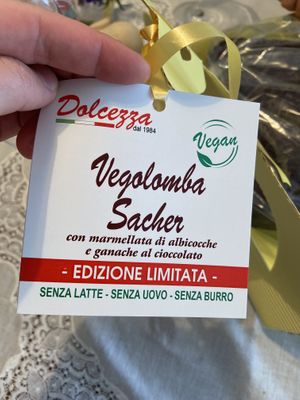 Dolcezza
dal 1984
Vegan
Vegolomba
Sacher
con marmellata di albicocche
e ganache al cioccolato
- EDIZIONE LIMITATA -
SENZA LATTE - SENZA UOVO - SENZA BURRO